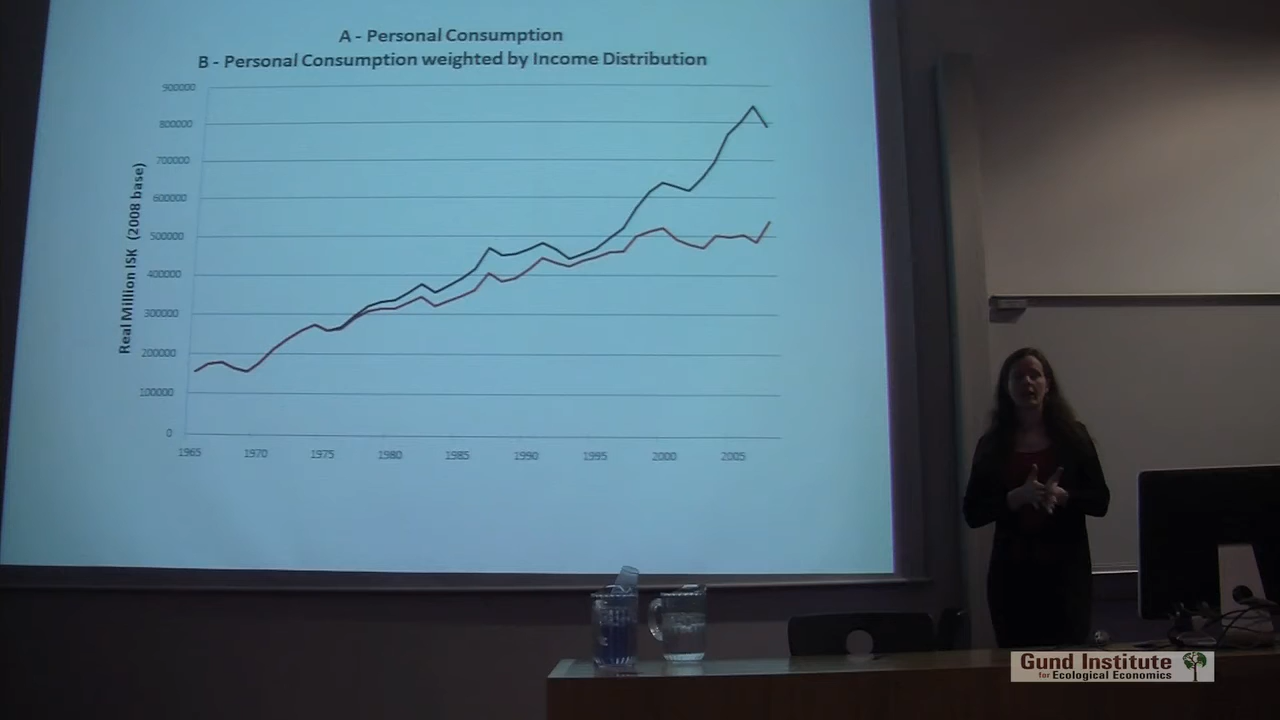 A - Personal Consumption
B - Personal Consumption weighted by Income Distribution
Real Million ISK (2008 base)
900000
800000
700000
600000
500000
400000
300000
200000
100000
0
1965 1970 1975 1980 1985 1990 1995 2000 2005
Gund Institute
for Ecological Economics